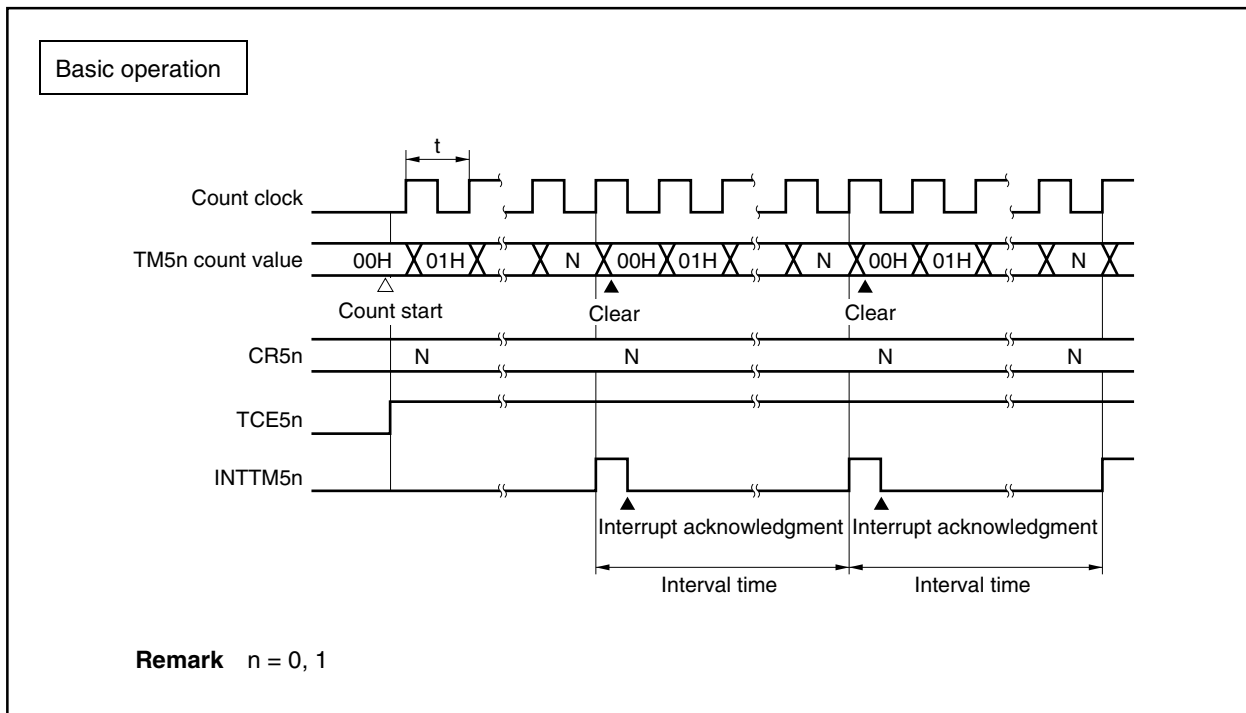 Basic operation
t
Count clock
TM5n count value 00H 01H N 00H 01H N 00H 01H N
Count start Clear Clear
CR5n N N N N
TCE5n
INTTM5n
Interrupt acknowledgment Interrupt acknowledgment
Interval time Interval time
Remark n = 0, 1